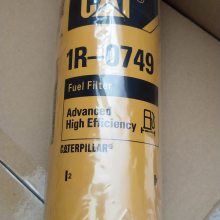 CAT
1R-0749
Fuel Filter
Advanced
High Efficiency
CATERPILLAR®